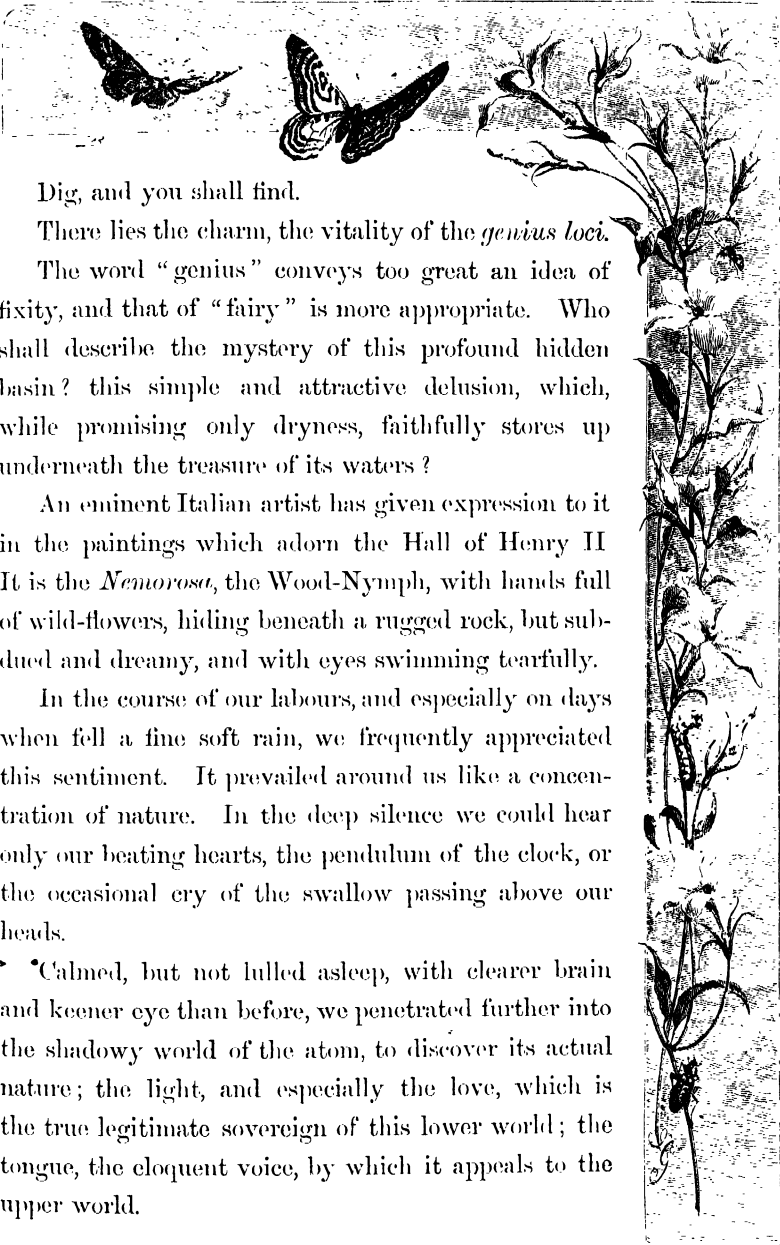 Dig, and you shall find.
There lies the charm, the vitality of the genius loci.
The word "genius" conveys too great an idea of
fixity, and that of "fairy" is more appropriate. Who
shall describe the mystery of this profound hidden
basin? this simple and attractive delusion, which,
while promising only dryness, faithfully stores up
underneath the treasure of its waters?
An eminent Italian artist has given expression to it
in the paintings which adorn the Hall of Henry II
It is the Nemorosa, the Wood-Nymph, with hands full
of wild-flowers, hiding beneath a rugged rock, but sub-
dued and dreamy, and with eyes swimming tearfully.
In the course of our labours, and especially on days
when fell a fine soft rain, we frequently appreciated
this sentiment. It prevailed around us like a concen-
tration of nature. In the deep silence we could hear
only our beating hearts, the pendulum of the clock, or
the occasional cry of the swallow passing above our
heads.
Calmed, but not lulled asleep, with clearer brain
and keener eye than before, we penetrated further into
the shadowy world of the atom, to discover its actual
nature; the light, and especially the love, which is
the true legitimate sovereign of this lower world; the
tongue, the eloquent voice, by which it appeals to the
upper world.